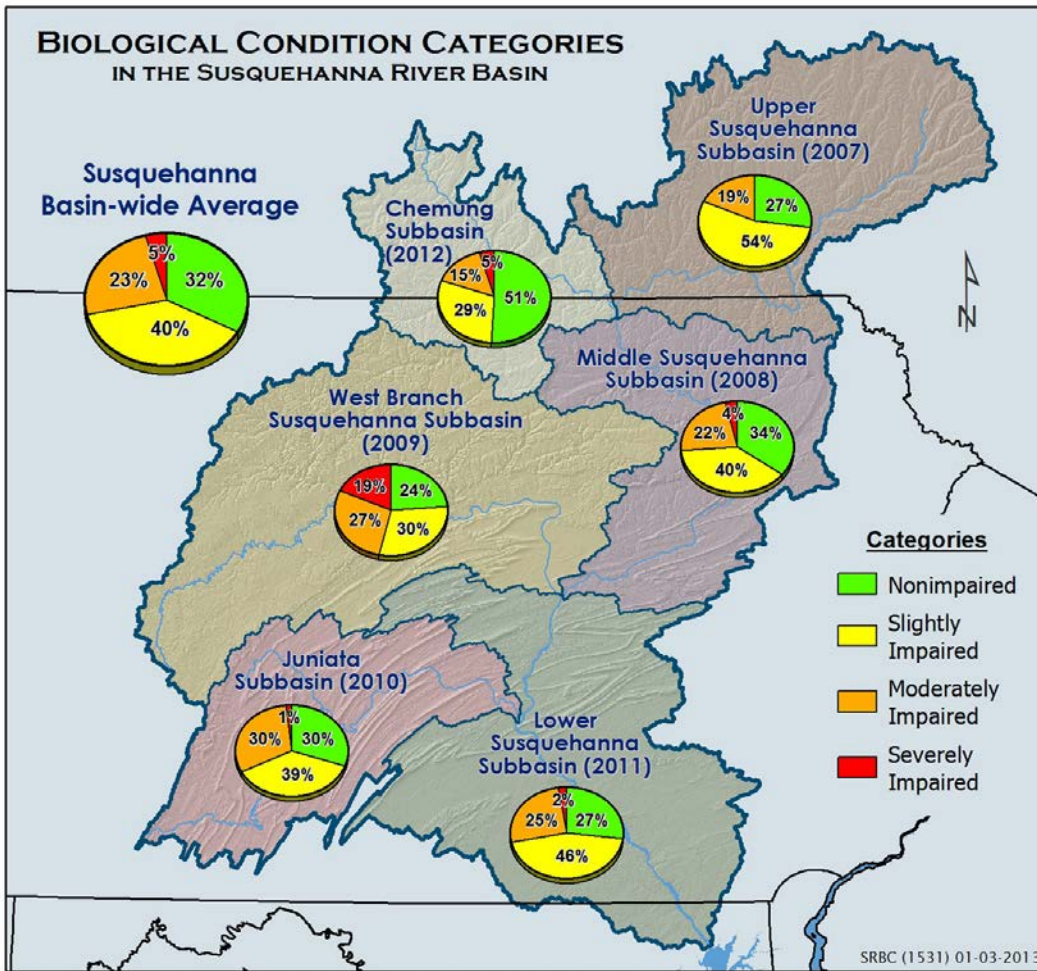 BIOLOGICAL CONDITION CATEGORIES
IN THE SUSQUEHANNA RIVER BASIN
Susquehanna
Basin-wide Average
5%
23%
32%
40%
Chemung
Subbasin
(2012)
5%
15%
51%
29%
Upper
Susquehanna
Subbasin (2007)
19%
27%
54%
N
Middle Susquehanna
Subbasin (2008)
4%
22%
34%
40%
West Branch
Susquehanna Subbasin
(2009)
19%
24%
27%
30%
Juniata
Subbasin (2010)
1%
30%
30%
39%
Lower
Susquehanna
Subbasin (2011)
2%
25%
27%
46%
Categories
Nonimpaired
Slightly
Impaired
Moderately
Impaired
Severely
Impaired
SRBC (1531) 01-03-2013